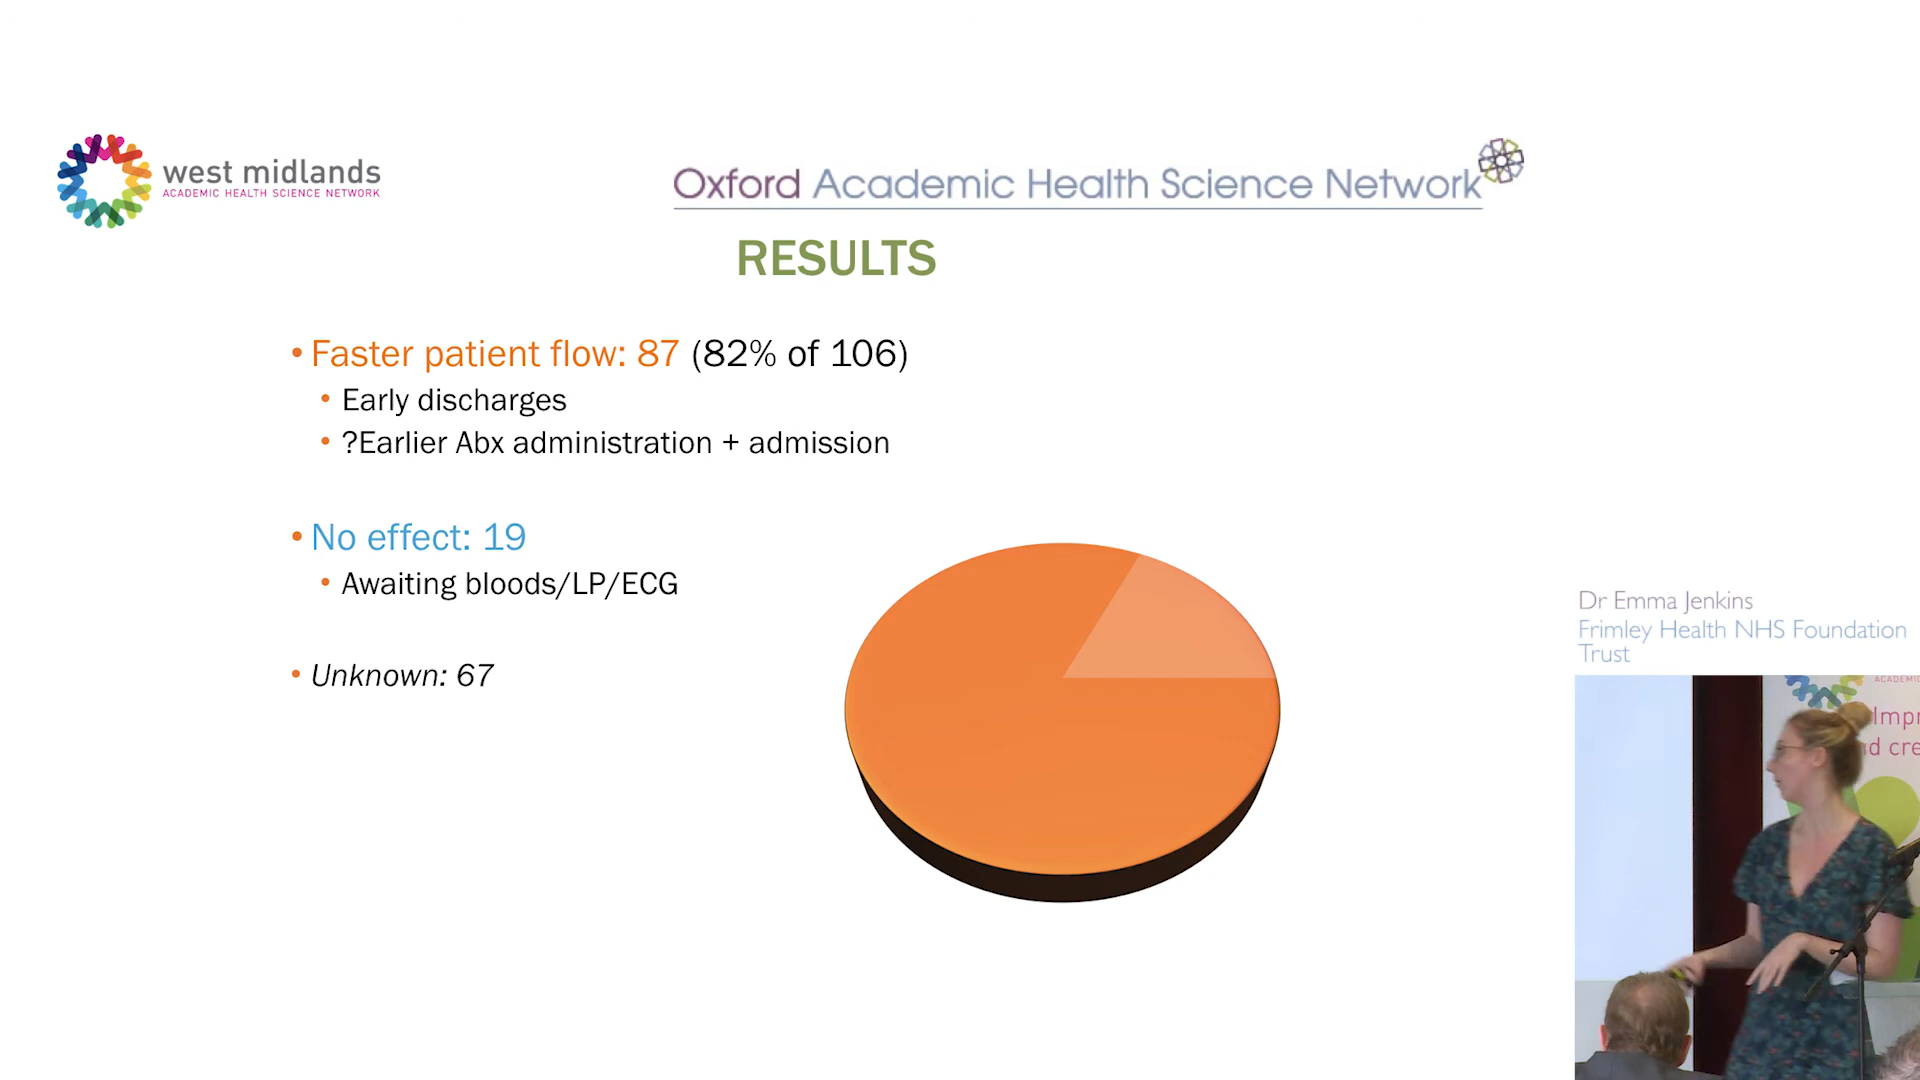 west midlands
ACADEMIC HEALTH SCIENCE NETWORK
Oxford Academic Health Science Network
RESULTS
• Faster patient flow: 87 (82% of 106)
• Early discharges
• ?Earlier Abx administration + admission
• No effect: 19
• Awaiting bloods/LP/ECG
• Unknown: 67
Dr Emma Jenkins
Frimley Health NHS Foundation
Trust
ACADEMIC